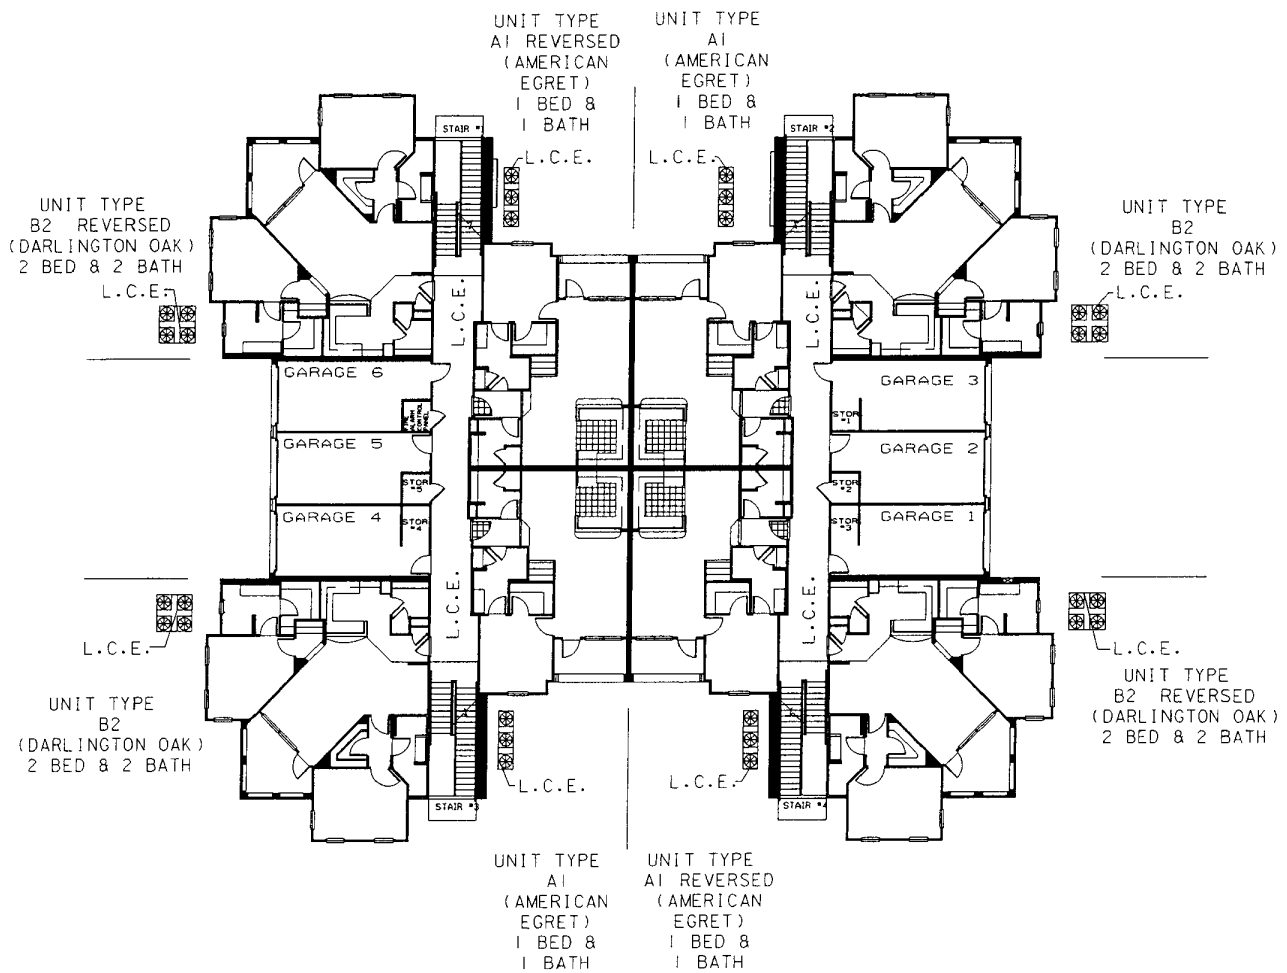 UNIT TYPE
A1 REVERSED
(AMERICAN
EGRET)
1 BED &
1 BATH
UNIT TYPE
A1
(AMERICAN
EGRET)
1 BED &
1 BATH
STAIR #1
STAIR #2
L.C.E.
L.C.E.
UNIT TYPE
B2 REVERSED
(DARLINGTON OAK)
2 BED & 2 BATH
L.C.E.
UNIT TYPE
B2
(DARLINGTON OAK)
2 BED & 2 BATH
L.C.E.
L.C.E.
L.C.E.
GARAGE 6
FIRE
ALARM
CONTROL
PANEL
GARAGE 5
STOR
#5
GARAGE 4
STOR
#4
GARAGE 3
STOR
#1
GARAGE 2
STOR
#2
GARAGE 1
STOR
#3
L.C.E.
L.C.E.
L.C.E.
L.C.E.
UNIT TYPE
B2
(DARLINGTON OAK)
2 BED & 2 BATH
UNIT TYPE
B2 REVERSED
(DARLINGTON OAK)
2 BED & 2 BATH
L.C.E.
L.C.E.
STAIR #3
STAIR #4
UNIT TYPE
A1
(AMERICAN
EGRET)
1 BED &
1 BATH
UNIT TYPE
A1 REVERSED
(AMERICAN
EGRET)
1 BED &
1 BATH